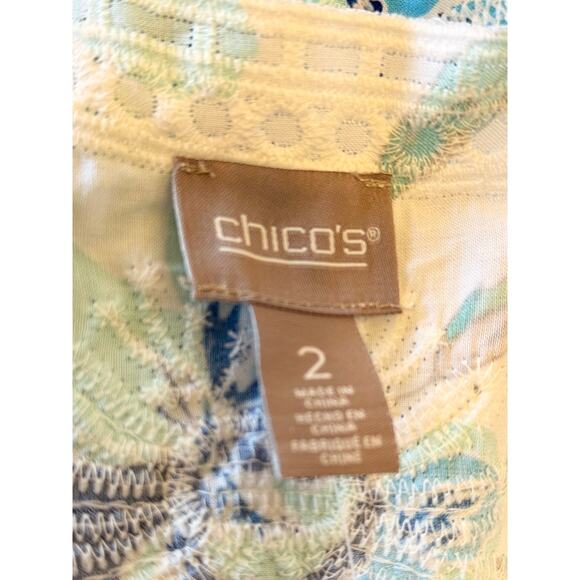 chico's®
2
MADE IN
CHINA
HECHO EN
CHINA
FABRIQUÉ EN
CHINE